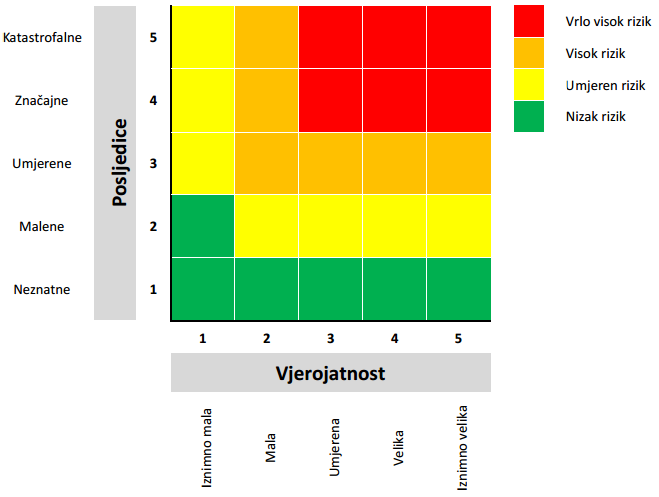 Katastrofalne
5
Značajne
4
Umjerene
3
Malene
2
Neznatne
1
Posljedice
1 2 3 4 5
Vjerojatnost
Iznimno mala
Mala
Umjerena
Velika
Iznimno velika
Vrlo visok rizik
Visok rizik
Umjeren rizik
Nizak rizik